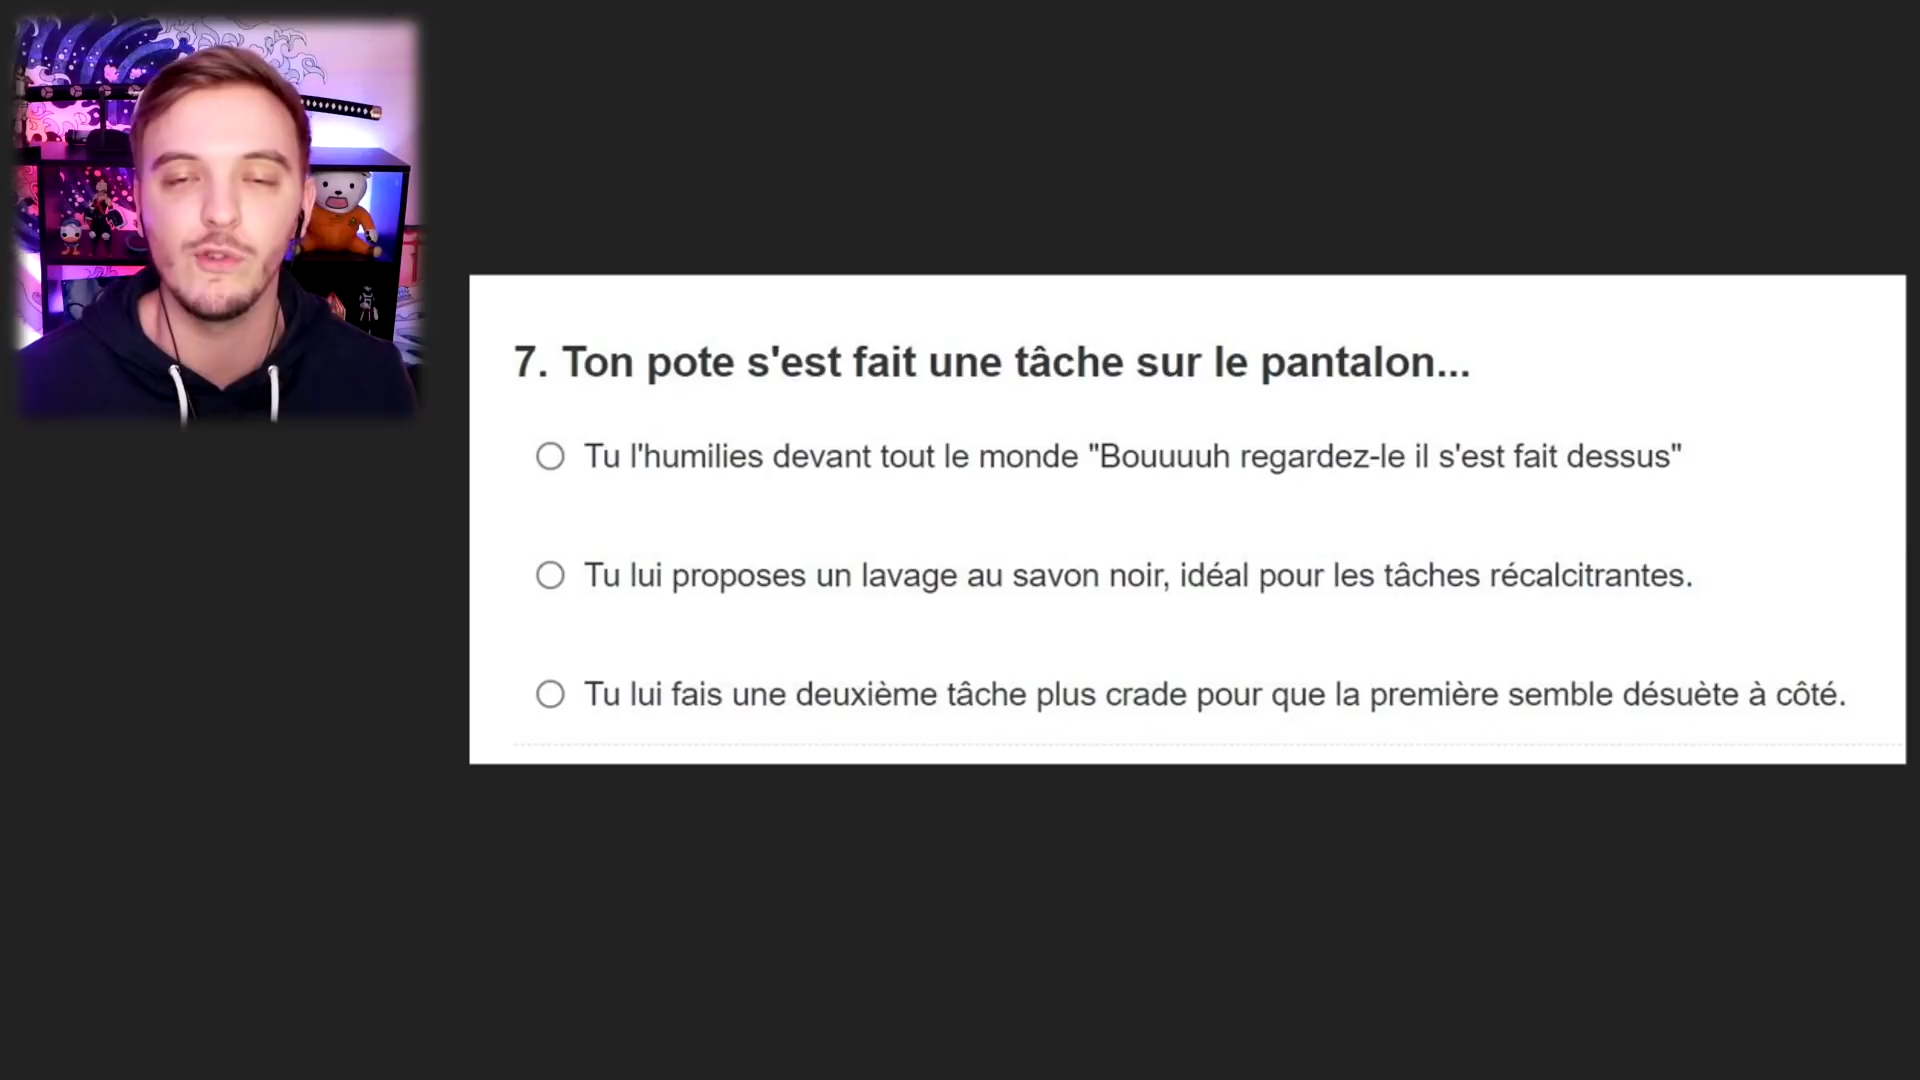 7. Ton pote s'est fait une tâche sur le pantalon...
Tu l'humilies devant tout le monde "Bouuuuh regardez-le il s'est fait dessus"
Tu lui proposes un lavage au savon noir, idéal pour les tâches récalcitrantes.
Tu lui fais une deuxième tâche plus crade pour que la première semble désuète à côté.